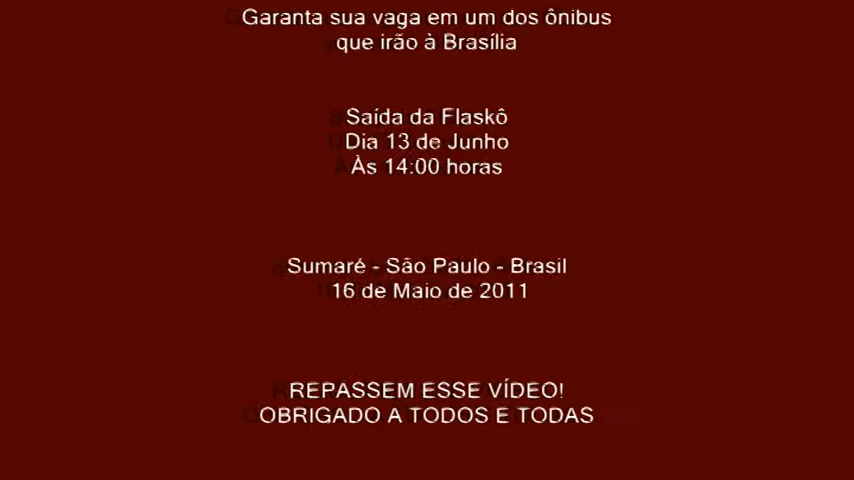 Garanta sua vaga em um dos ônibus
que irão à Brasília
Saída da Flaskô
Dia 13 de Junho
Às 14:00 horas
Sumaré - São Paulo - Brasil
16 de Maio de 2011
REPASSEM ESSE VÍDEO!
OBRIGADO A TODOS E TODAS